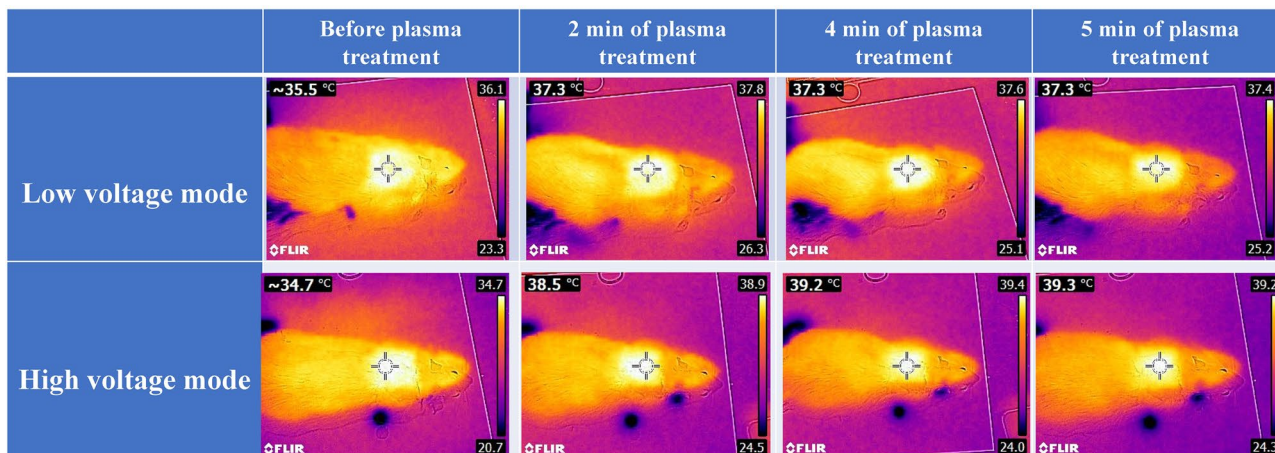 Before plasma
treatment
2 min of plasma
treatment
4 min of plasma
treatment
5 min of plasma
treatment
Low voltage mode
~35.5 °C
36.1
23.3
FLIR
37.3 °C
37.8
26.3
FLIR
37.3 °C
37.6
25.1
FLIR
37.3 °C
37.4
25.2
FLIR
High voltage mode
~34.7 °C
34.7
20.7
FLIR
38.5 °C
38.9
24.5
FLIR
39.2 °C
39.4
24.0
FLIR
39.3 °C
39.2
24.3
FLIR